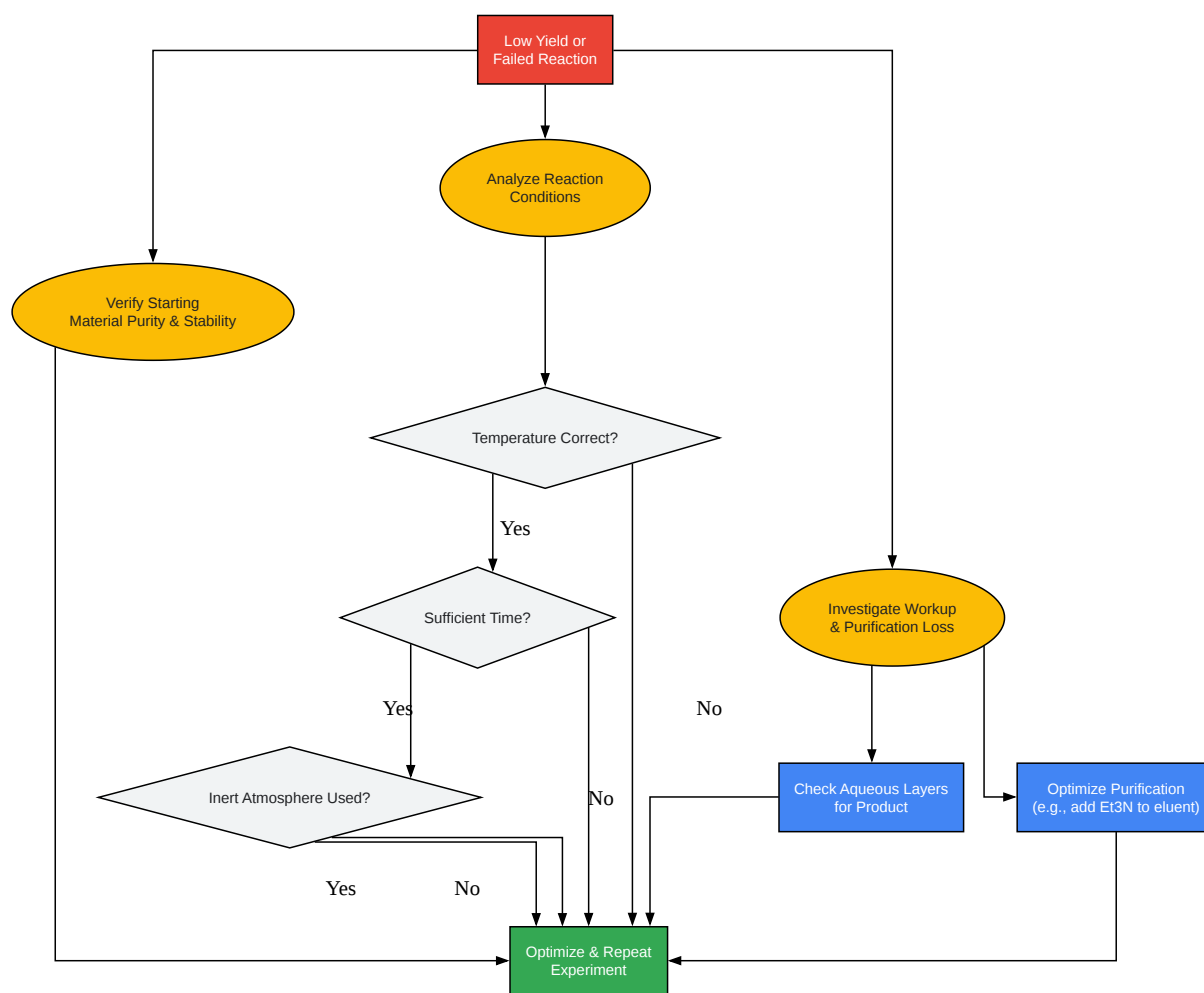 Low Yield or
Failed Reaction
Analyze Reaction
Conditions
Verify Starting
Material Purity & Stability
Temperature Correct?
Yes
Sufficient Time?
Investigate Workup
& Purification Loss
Yes
No
Inert Atmosphere Used?
No
Check Aqueous Layers
for Product
Optimize Purification
(e.g., add Et3N to eluent)
Yes
No
Optimize & Repeat
Experiment